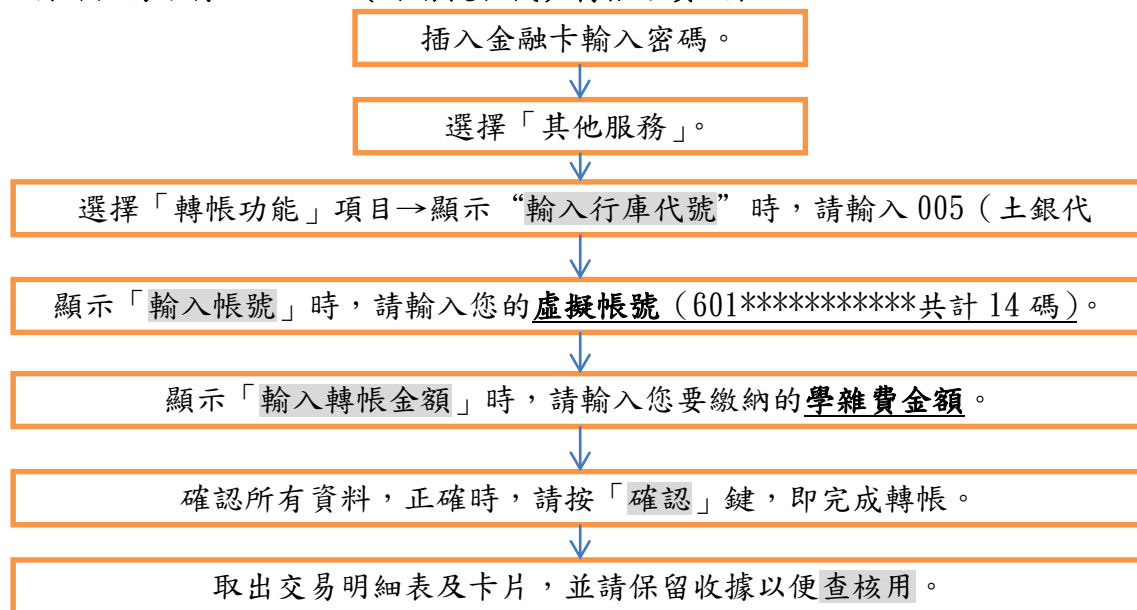 插入金融卡輸入密碼。
選擇「其他服務」。
選擇「轉帳功能」項目→顯示“輸入行庫代號”時，請輸入 005（土銀代
顯示「輸入帳號」時，請輸入您的虛擬帳號（601***********共計 14 碼）。
顯示「輸入轉帳金額」時，請輸入您要繳納的學雜費金額。
確認所有資料，正確時，請按「確認」鍵，即完成轉帳。
取出交易明細表及卡片，並請保留收據以便查核用。